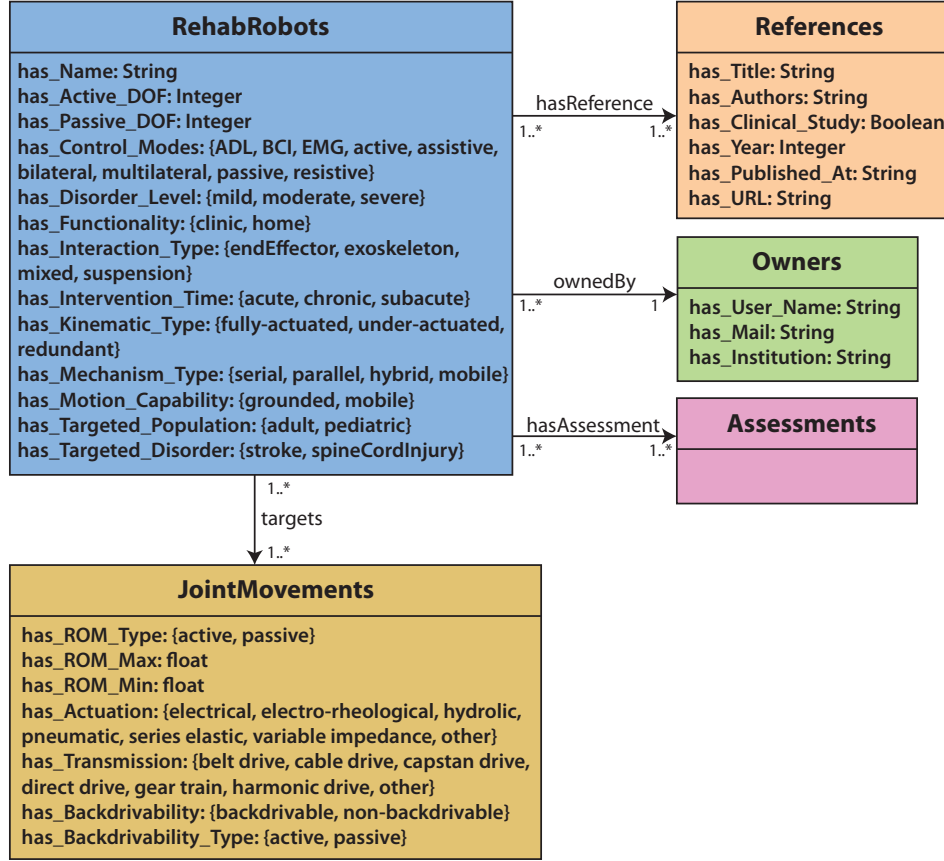 RehabRobots
has_Name: String
has_Active_DOF: Integer
has_Passive_DOF: Integer
has_Control_Modes: {ADL, BCI, EMG, active, assistive,
bilateral, multilateral, passive, resistive}
has_Disorder_Level: {mild, moderate, severe}
has_Functionality: {clinic, home}
has_Interaction_Type: {endEffector, exoskeleton,
mixed, suspension}
has_Intervention_Time: {acute, chronic, subacute}
has_Kinematic_Type: {fully-actuated, under-actuated,
redundant}
has_Mechanism_Type: {serial, parallel, hybrid, mobile}
has_Motion_Capability: {grounded, mobile}
has_Targeted_Population: {adult, pediatric}
has_Targeted_Disorder: {stroke, spineCordInjury}
hasReference
1..* 1..*
References
has_Title: String
has_Authors: String
has_Clinical_Study: Boolean
has_Year: Integer
has_Published_At: String
has_URL: String
ownedBy
1..* 1
Owners
has_User_Name: String
has_Mail: String
has_Institution: String
hasAssessment
1..* 1..*
Assessments
1..*
targets
1..*
JointMovements
has_ROM_Type: {active, passive}
has_ROM_Max: float
has_ROM_Min: float
has_Actuation: {electrical, electro-rheological, hydrolic,
pneumatic, series elastic, variable impedance, other}
has_Transmission: {belt drive, cable drive, capstan drive,
direct drive, gear train, harmonic drive, other}
has_Backdrivability: {backdrivable, non-backdrivable}
has_Backdrivability_Type: {active, passive}